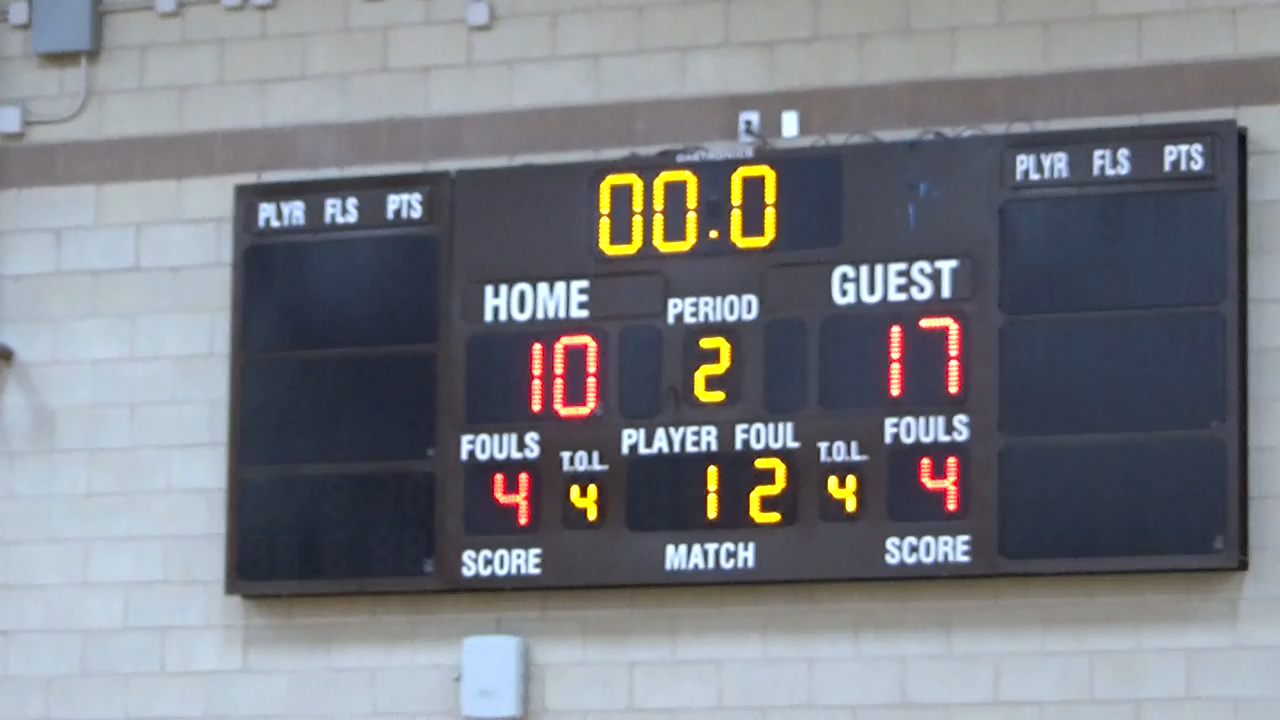 PLYR FLS PTS
00.0
PLYR FLS PTS
HOME
PERIOD
GUEST
10
2
17
FOULS
T.O.L.
PLAYER FOUL
T.O.L.
FOULS
4
4
1 2
4
4
SCORE
MATCH
SCORE